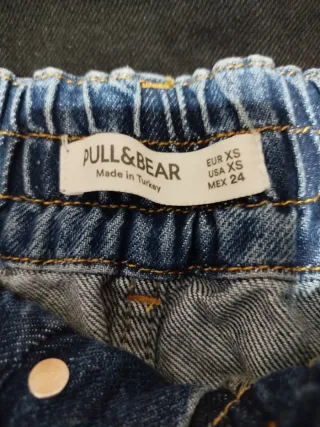 PULL&BEAR
Made in Turkey
EUR XS
USA XS
MEX 24